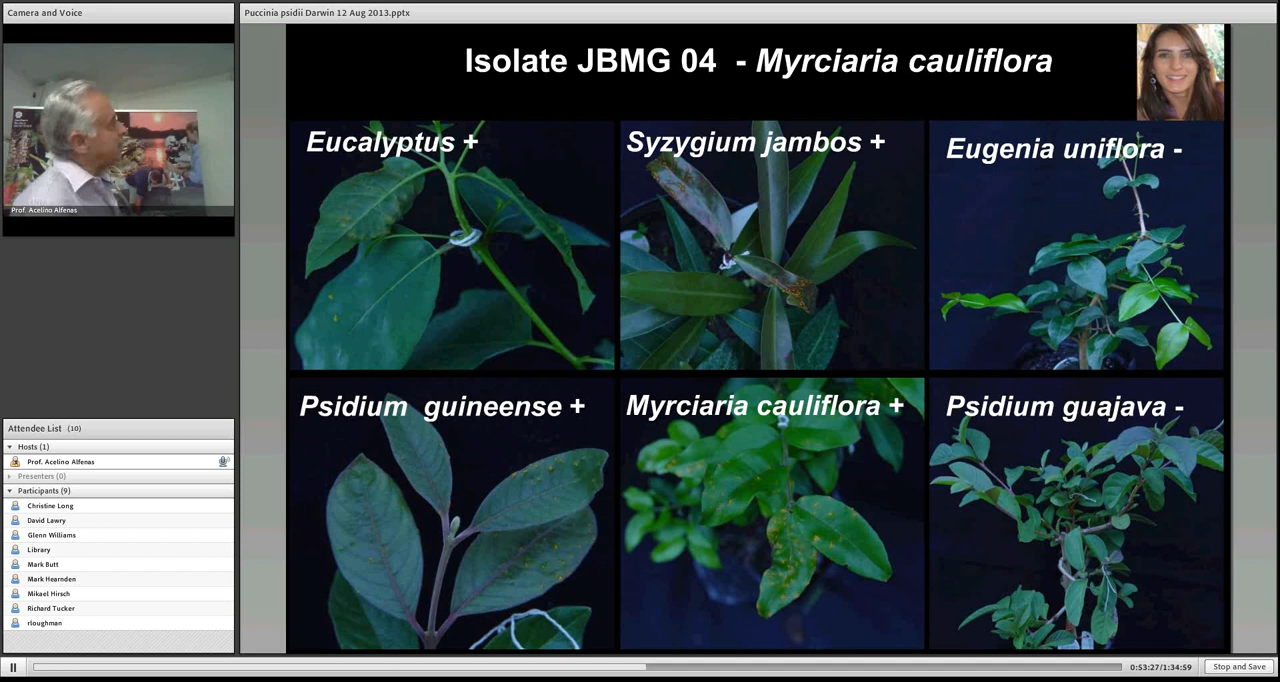 Camera and Voice
Prof. Acelino Alfenas
Attendee List (10)
Hosts (1)
Prof. Acelino Alfenas
Presenters (0)
Participants (9)
Christine Long
David Lawry
Glenn Williams
Library
Mark Butt
Mark Hearnden
Mikael Hirsch
Richard Tucker
rloughman
Puccinia psidii Darwin 12 Aug 2013.pptx
Isolate JBMG 04 - Myrciaria cauliflora
Eucalyptus +
Syzygium jambos +
Eugenia uniflora -
Psidium guineense +
Myrciaria cauliflora +
Psidium guajava -
0:53:27/1:34:59
Stop and Save